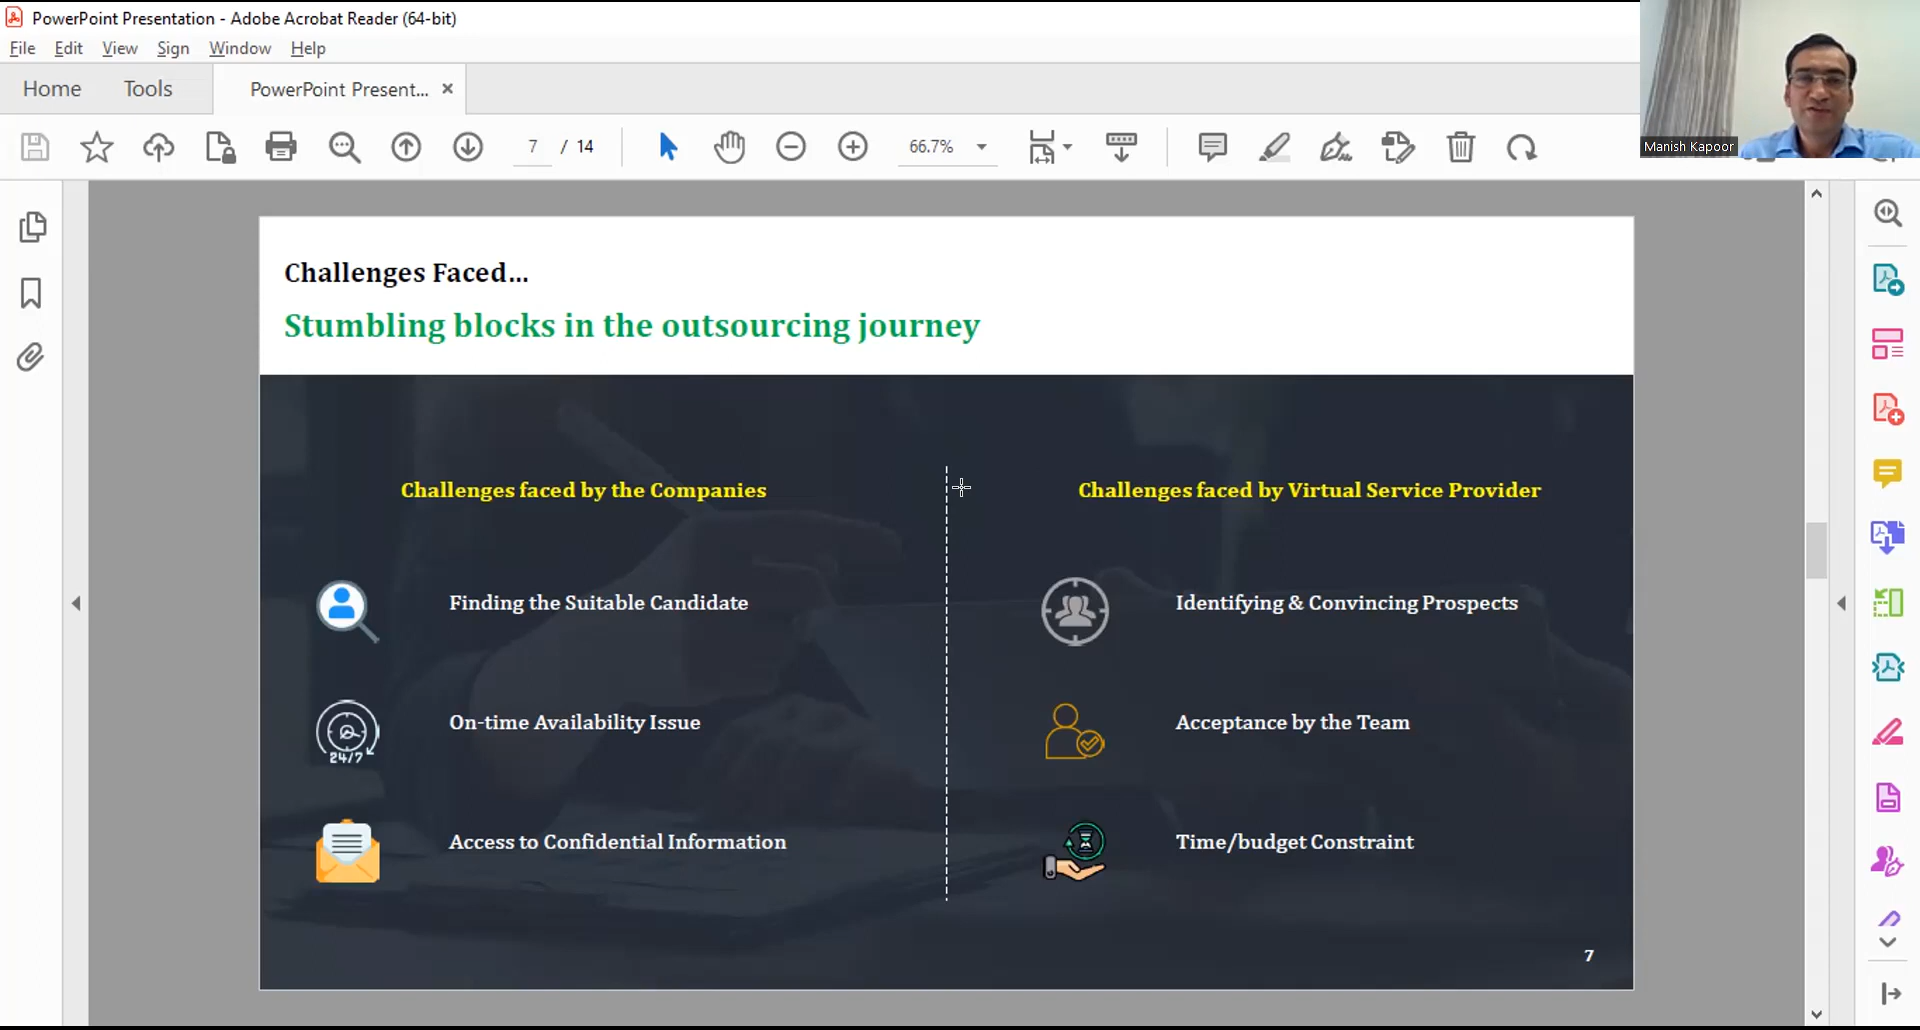 PowerPoint Presentation - Adobe Acrobat Reader (64-bit)
File Edit View Sign Window Help
Home Tools PowerPoint Present... ×
7 / 14 66.7%
Manish Kapoor
Challenges Faced...
Stumbling blocks in the outsourcing journey
Challenges faced by the Companies
Finding the Suitable Candidate
24/7
On-time Availability Issue
Access to Confidential Information
Challenges faced by Virtual Service Provider
Identifying & Convincing Prospects
Acceptance by the Team
Time/budget Constraint
7